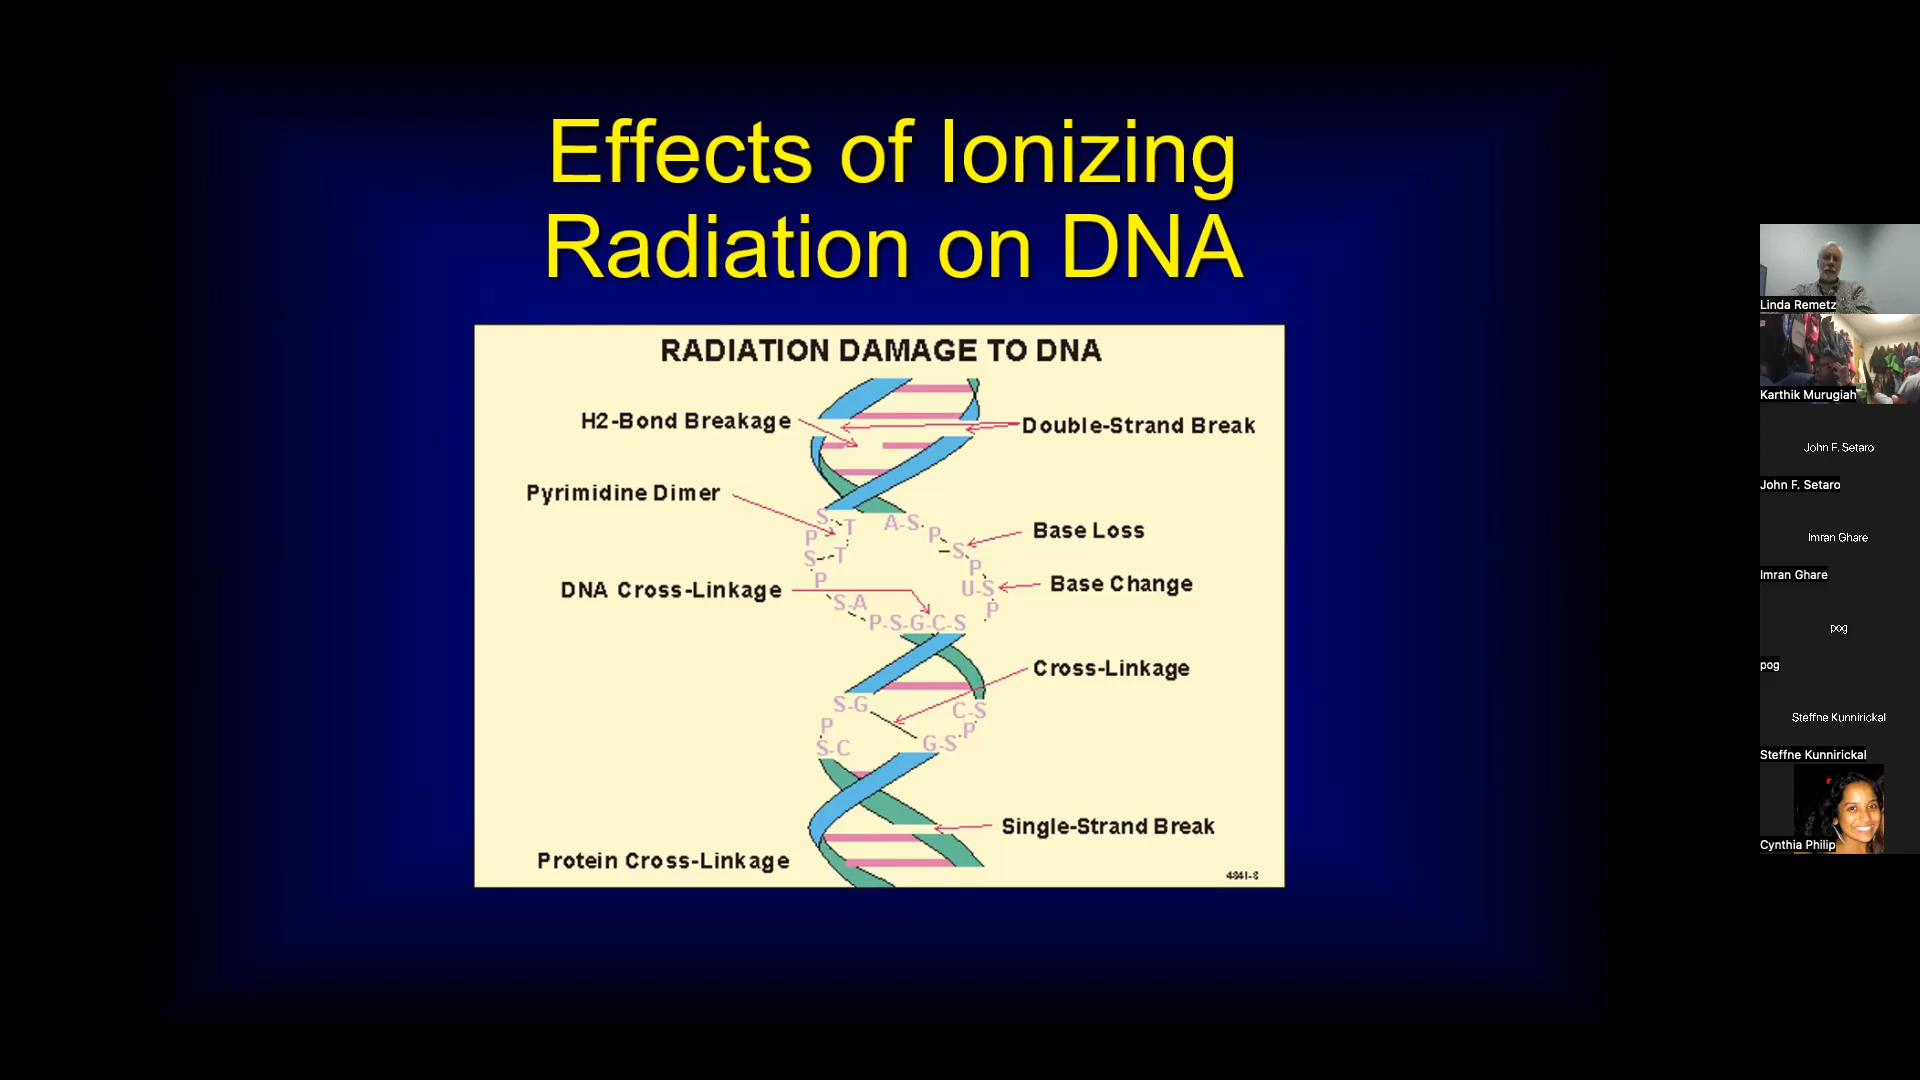 Effects of Ionizing
Radiation on DNA
RADIATION DAMAGE TO DNA
H2-Bond Breakage
Double-Strand Break
Pyrimidine Dimer
S
T
A-S
P
P
S
S
T
P
Base Loss
P
U-S
Base Change
DNA Cross-Linkage
S-A
P
P-S-G-C-S
Cross-Linkage
S-G
C-S
P
P
S-C
G-S
Single-Strand Break
Protein Cross-Linkage
4841-8
Linda Remetz
Karthik Murugiah
John F. Setaro
John F. Setaro
Imran Ghare
Imran Ghare
pog
pog
Steffne Kunnirickal
Steffne Kunnirickal
Cynthia Philip